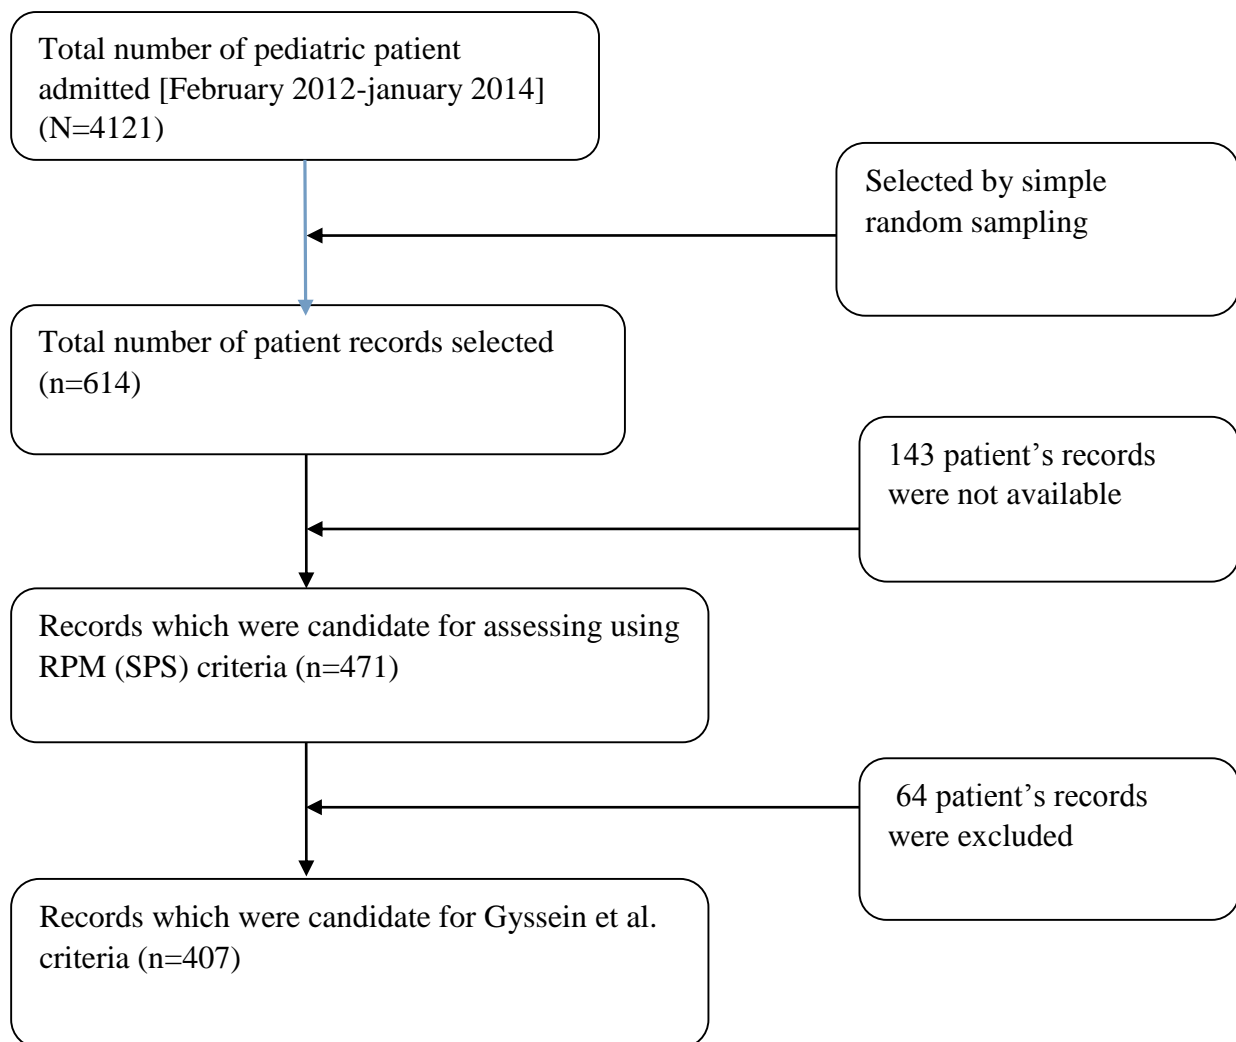 Total number of pediatric patient
admitted [February 2012-january 2014]
(N=4121)
Selected by simple
random sampling
Total number of patient records selected
(n=614)
143 patient’s records
were not available
Records which were candidate for assessing using
RPM (SPS) criteria (n=471)
64 patient’s records
were excluded
Records which were candidate for Gyssein et al.
criteria (n=407)